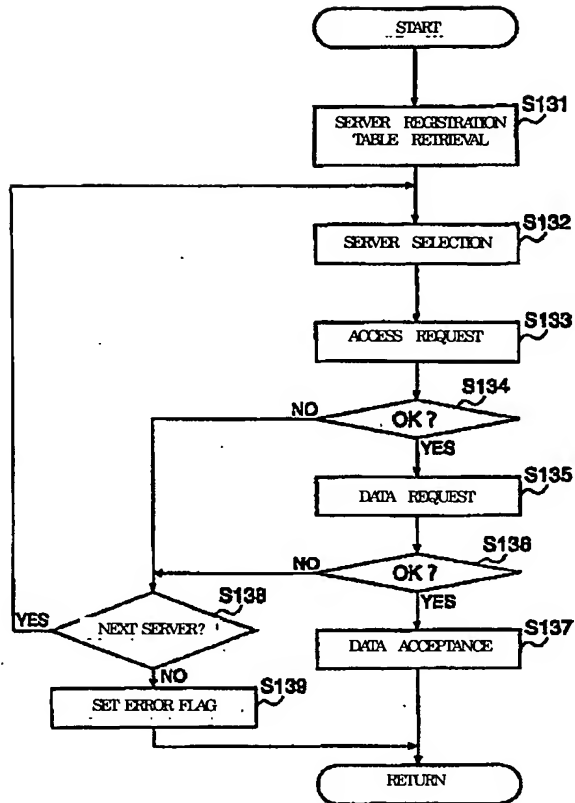 START
S131
SERVER REGISTRATION
TABLE RETRIEVAL
S132
SERVER SELECTION
S133
ACCESS REQUEST
S134
NO
OK ?
YES
S135
DATA REQUEST
S136
NO
OK ?
YES
S138
YES
NEXT SERVER?
S137
DATA ACCEPTANCE
NO
S139
SET ERROR FLAG
RETURN